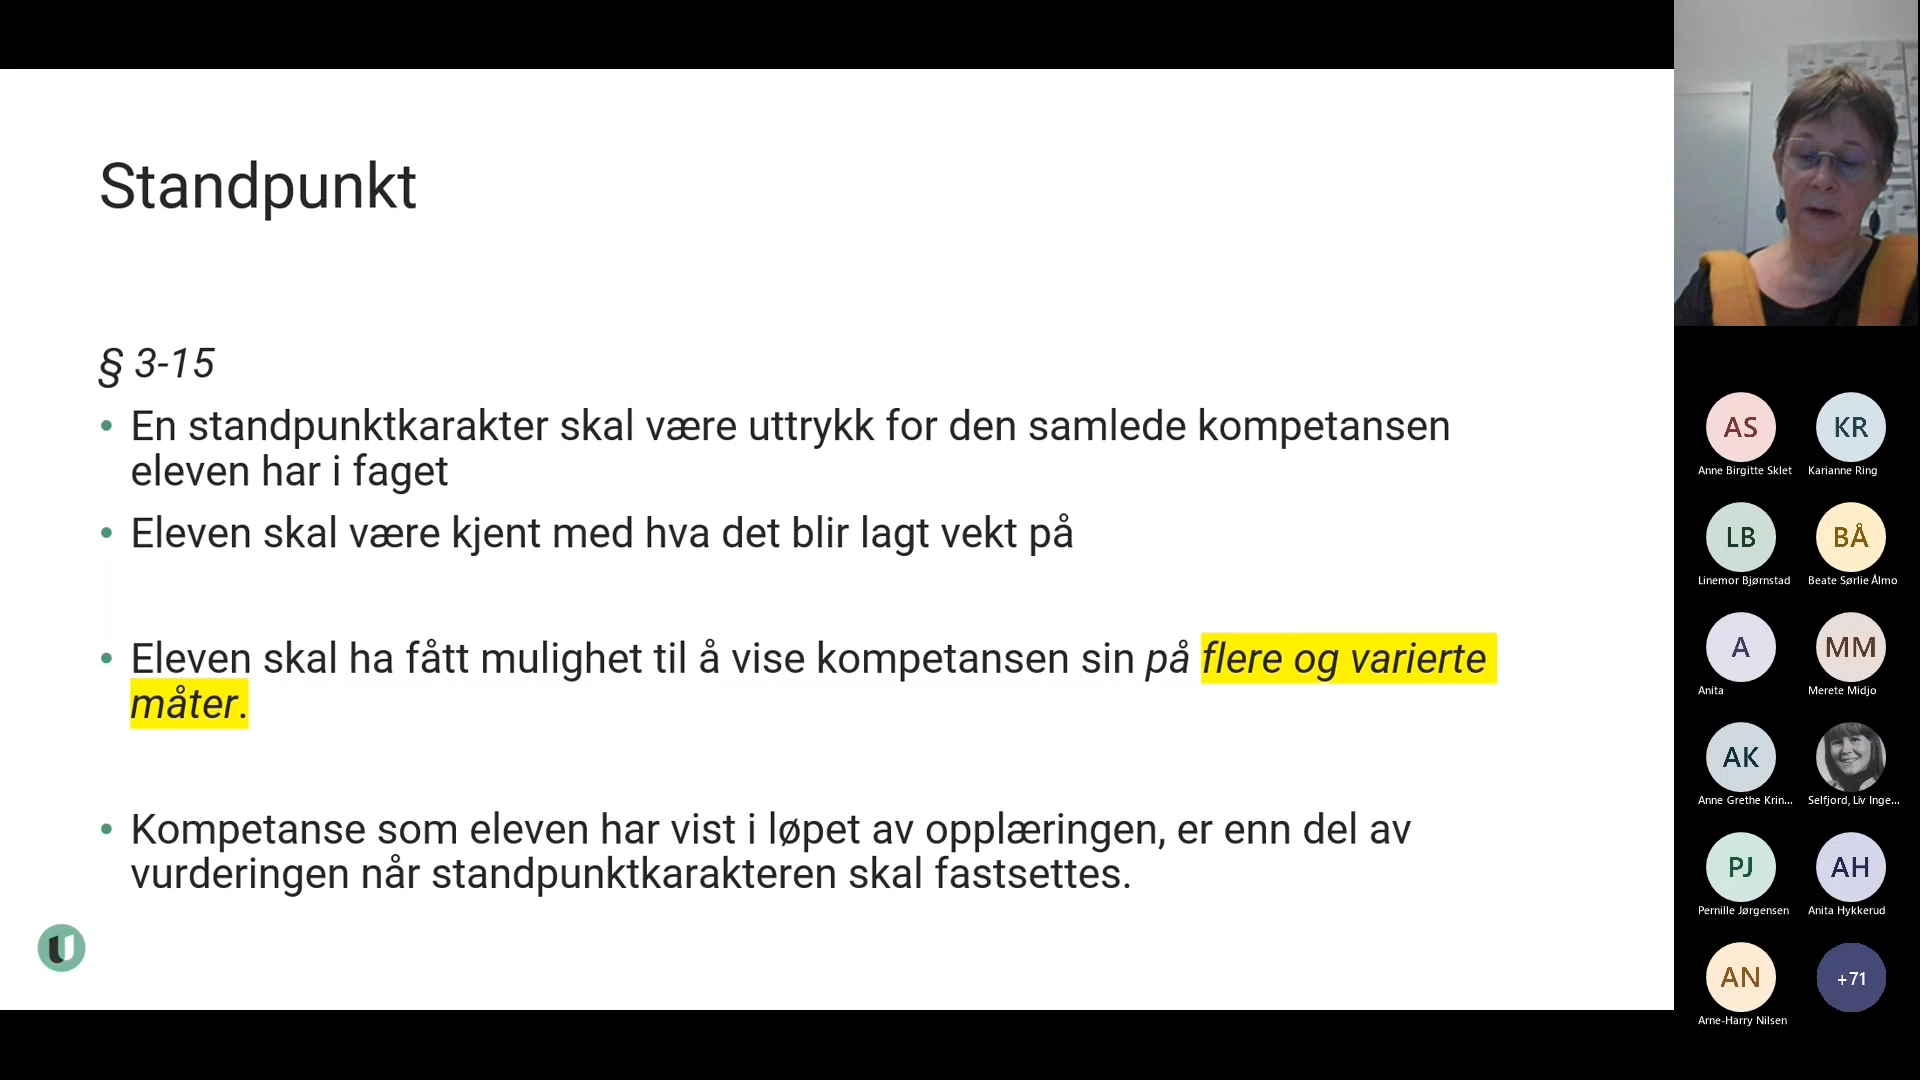 Standpunkt
§ 3-15
• En standpunktkarakter skal være uttrykk for den samlede kompetansen
eleven har i faget
• Eleven skal være kjent med hva det blir lagt vekt på
• Eleven skal ha fått mulighet til å vise kompetansen sin på flere og varierte
måter.
• Kompetanse som eleven har vist i løpet av opplæringen, er enn del av
vurderingen når standpunktkarakteren skal fastsettes.
U
AS
KR
Anne Birgitte Sklet
Karianne Ring
LB
BÅ
Linemor Bjørnstad
Beate Sørlie Ålmo
A
MM
Anita
Merete Midjo
AK
Anne Grethe Krin...
Selfjord, Liv Inge...
PJ
AH
Pernille Jørgensen
Anita Hykkerud
AN
+71
Arne-Harry Nilsen